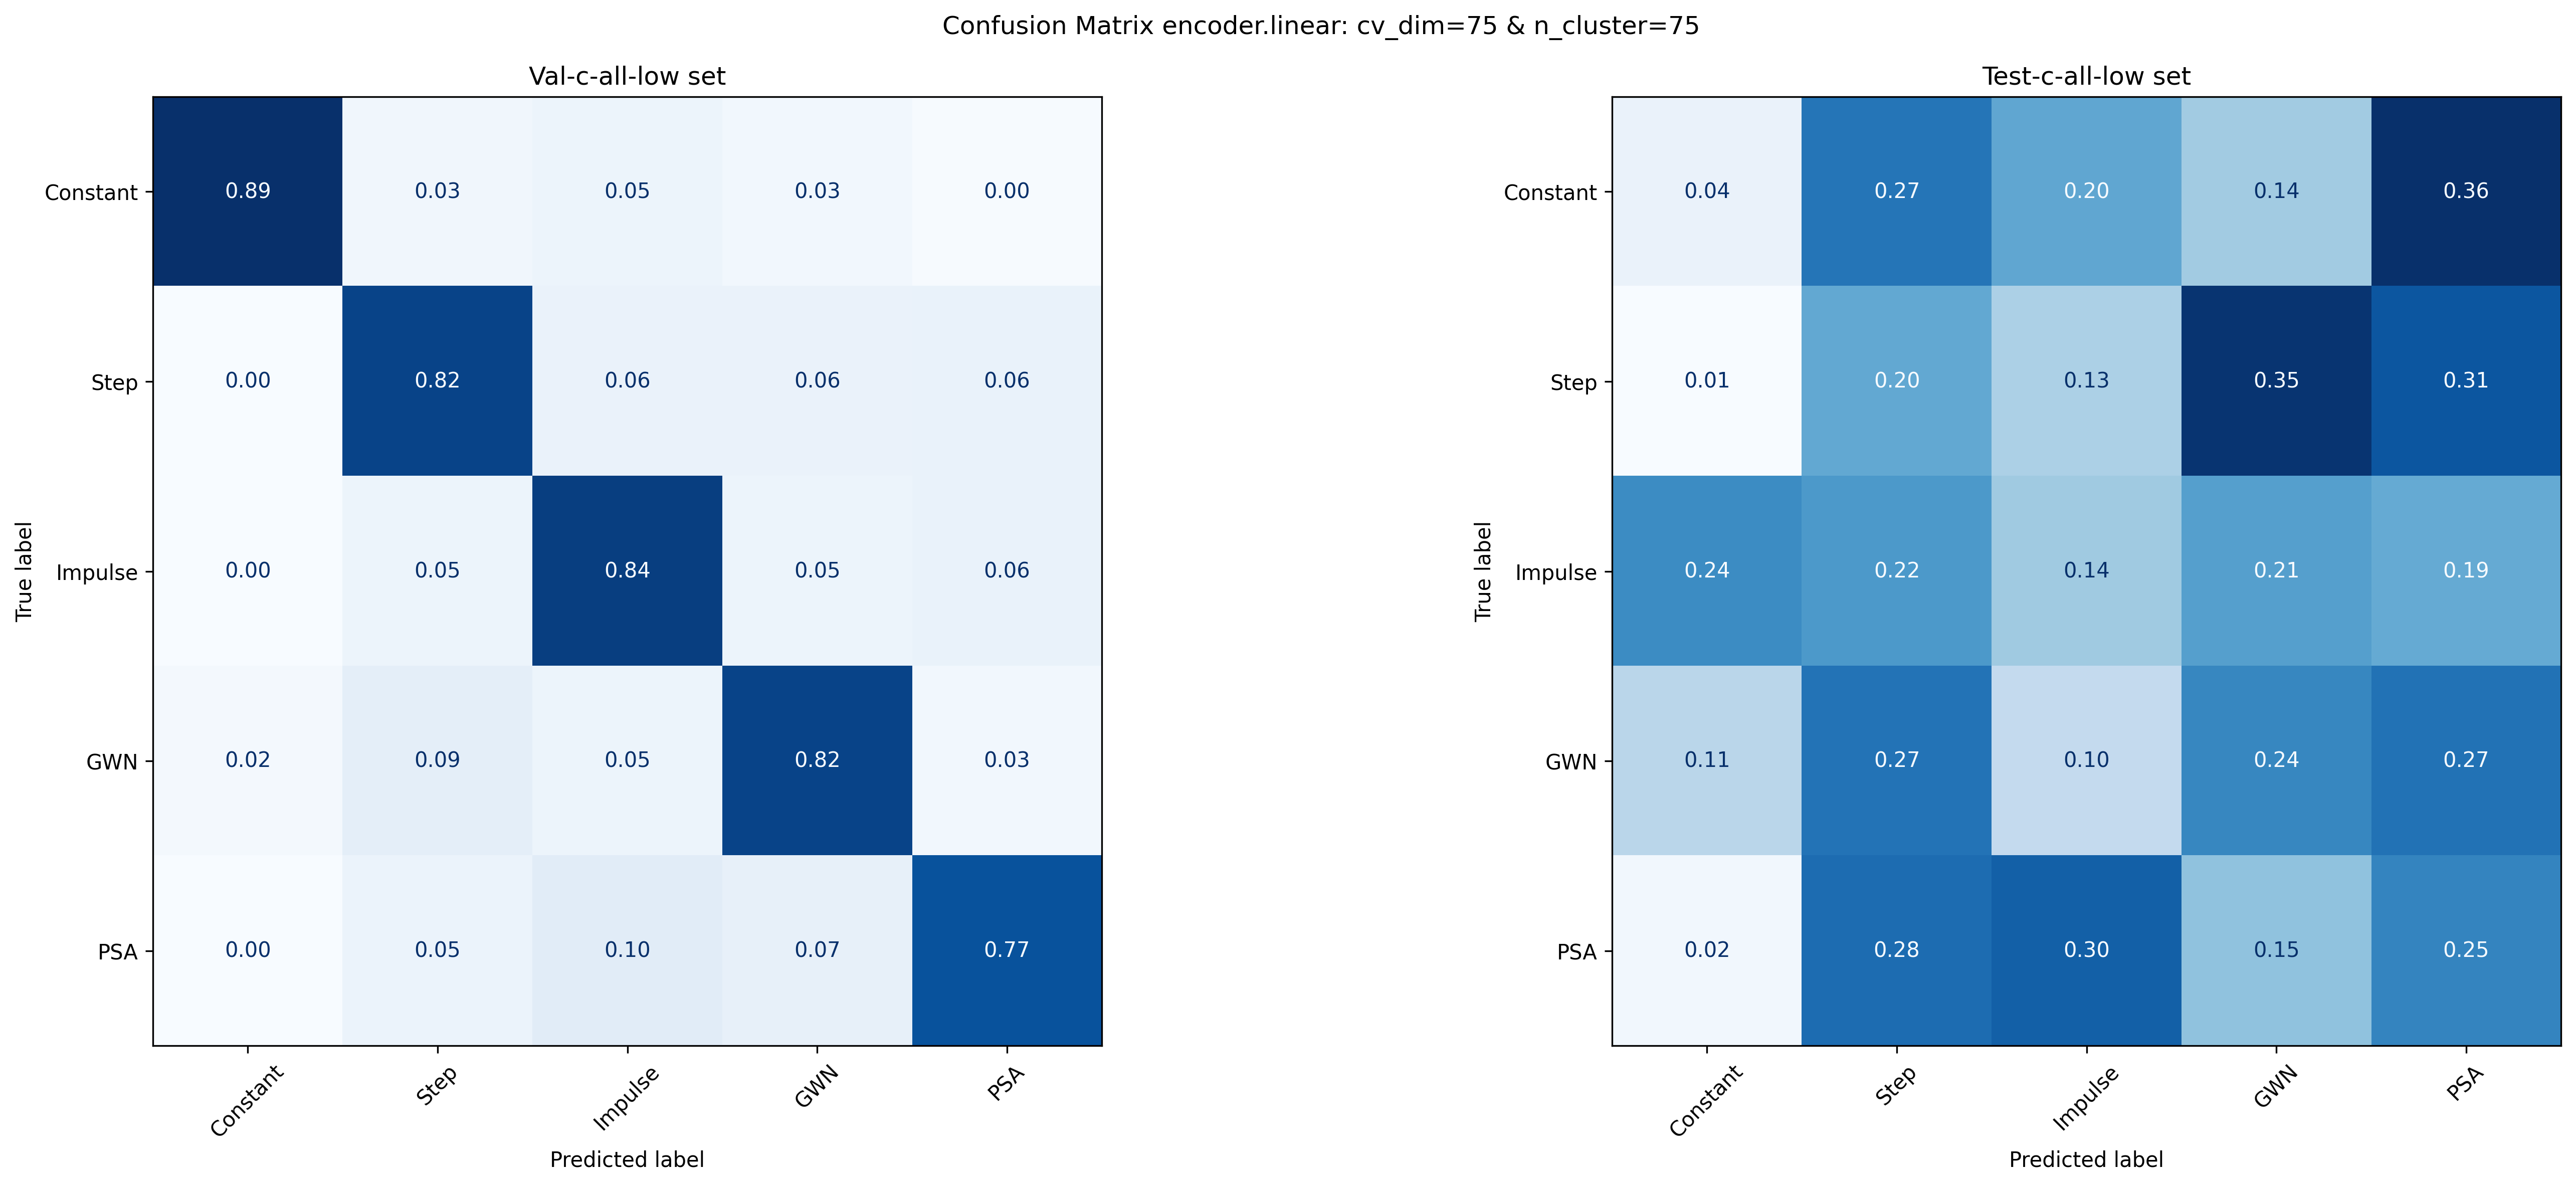 Confusion Matrix encoder.linear: cv_dim=75 & n_cluster=75
Val-c-all-low set
True label
Constant 0.89 0.03 0.05 0.03 0.00
Step 0.00 0.82 0.06 0.06 0.06
Impulse 0.00 0.05 0.84 0.05 0.06
GWN 0.02 0.09 0.05 0.82 0.03
PSA 0.00 0.05 0.10 0.07 0.77
Constant Step Impulse GWN PSA
Predicted label
Test-c-all-low set
True label
Constant 0.04 0.27 0.20 0.14 0.36
Step 0.01 0.20 0.13 0.35 0.31
Impulse 0.24 0.22 0.14 0.21 0.19
GWN 0.11 0.27 0.10 0.24 0.27
PSA 0.02 0.28 0.30 0.15 0.25
Constant Step Impulse GWN PSA
Predicted label